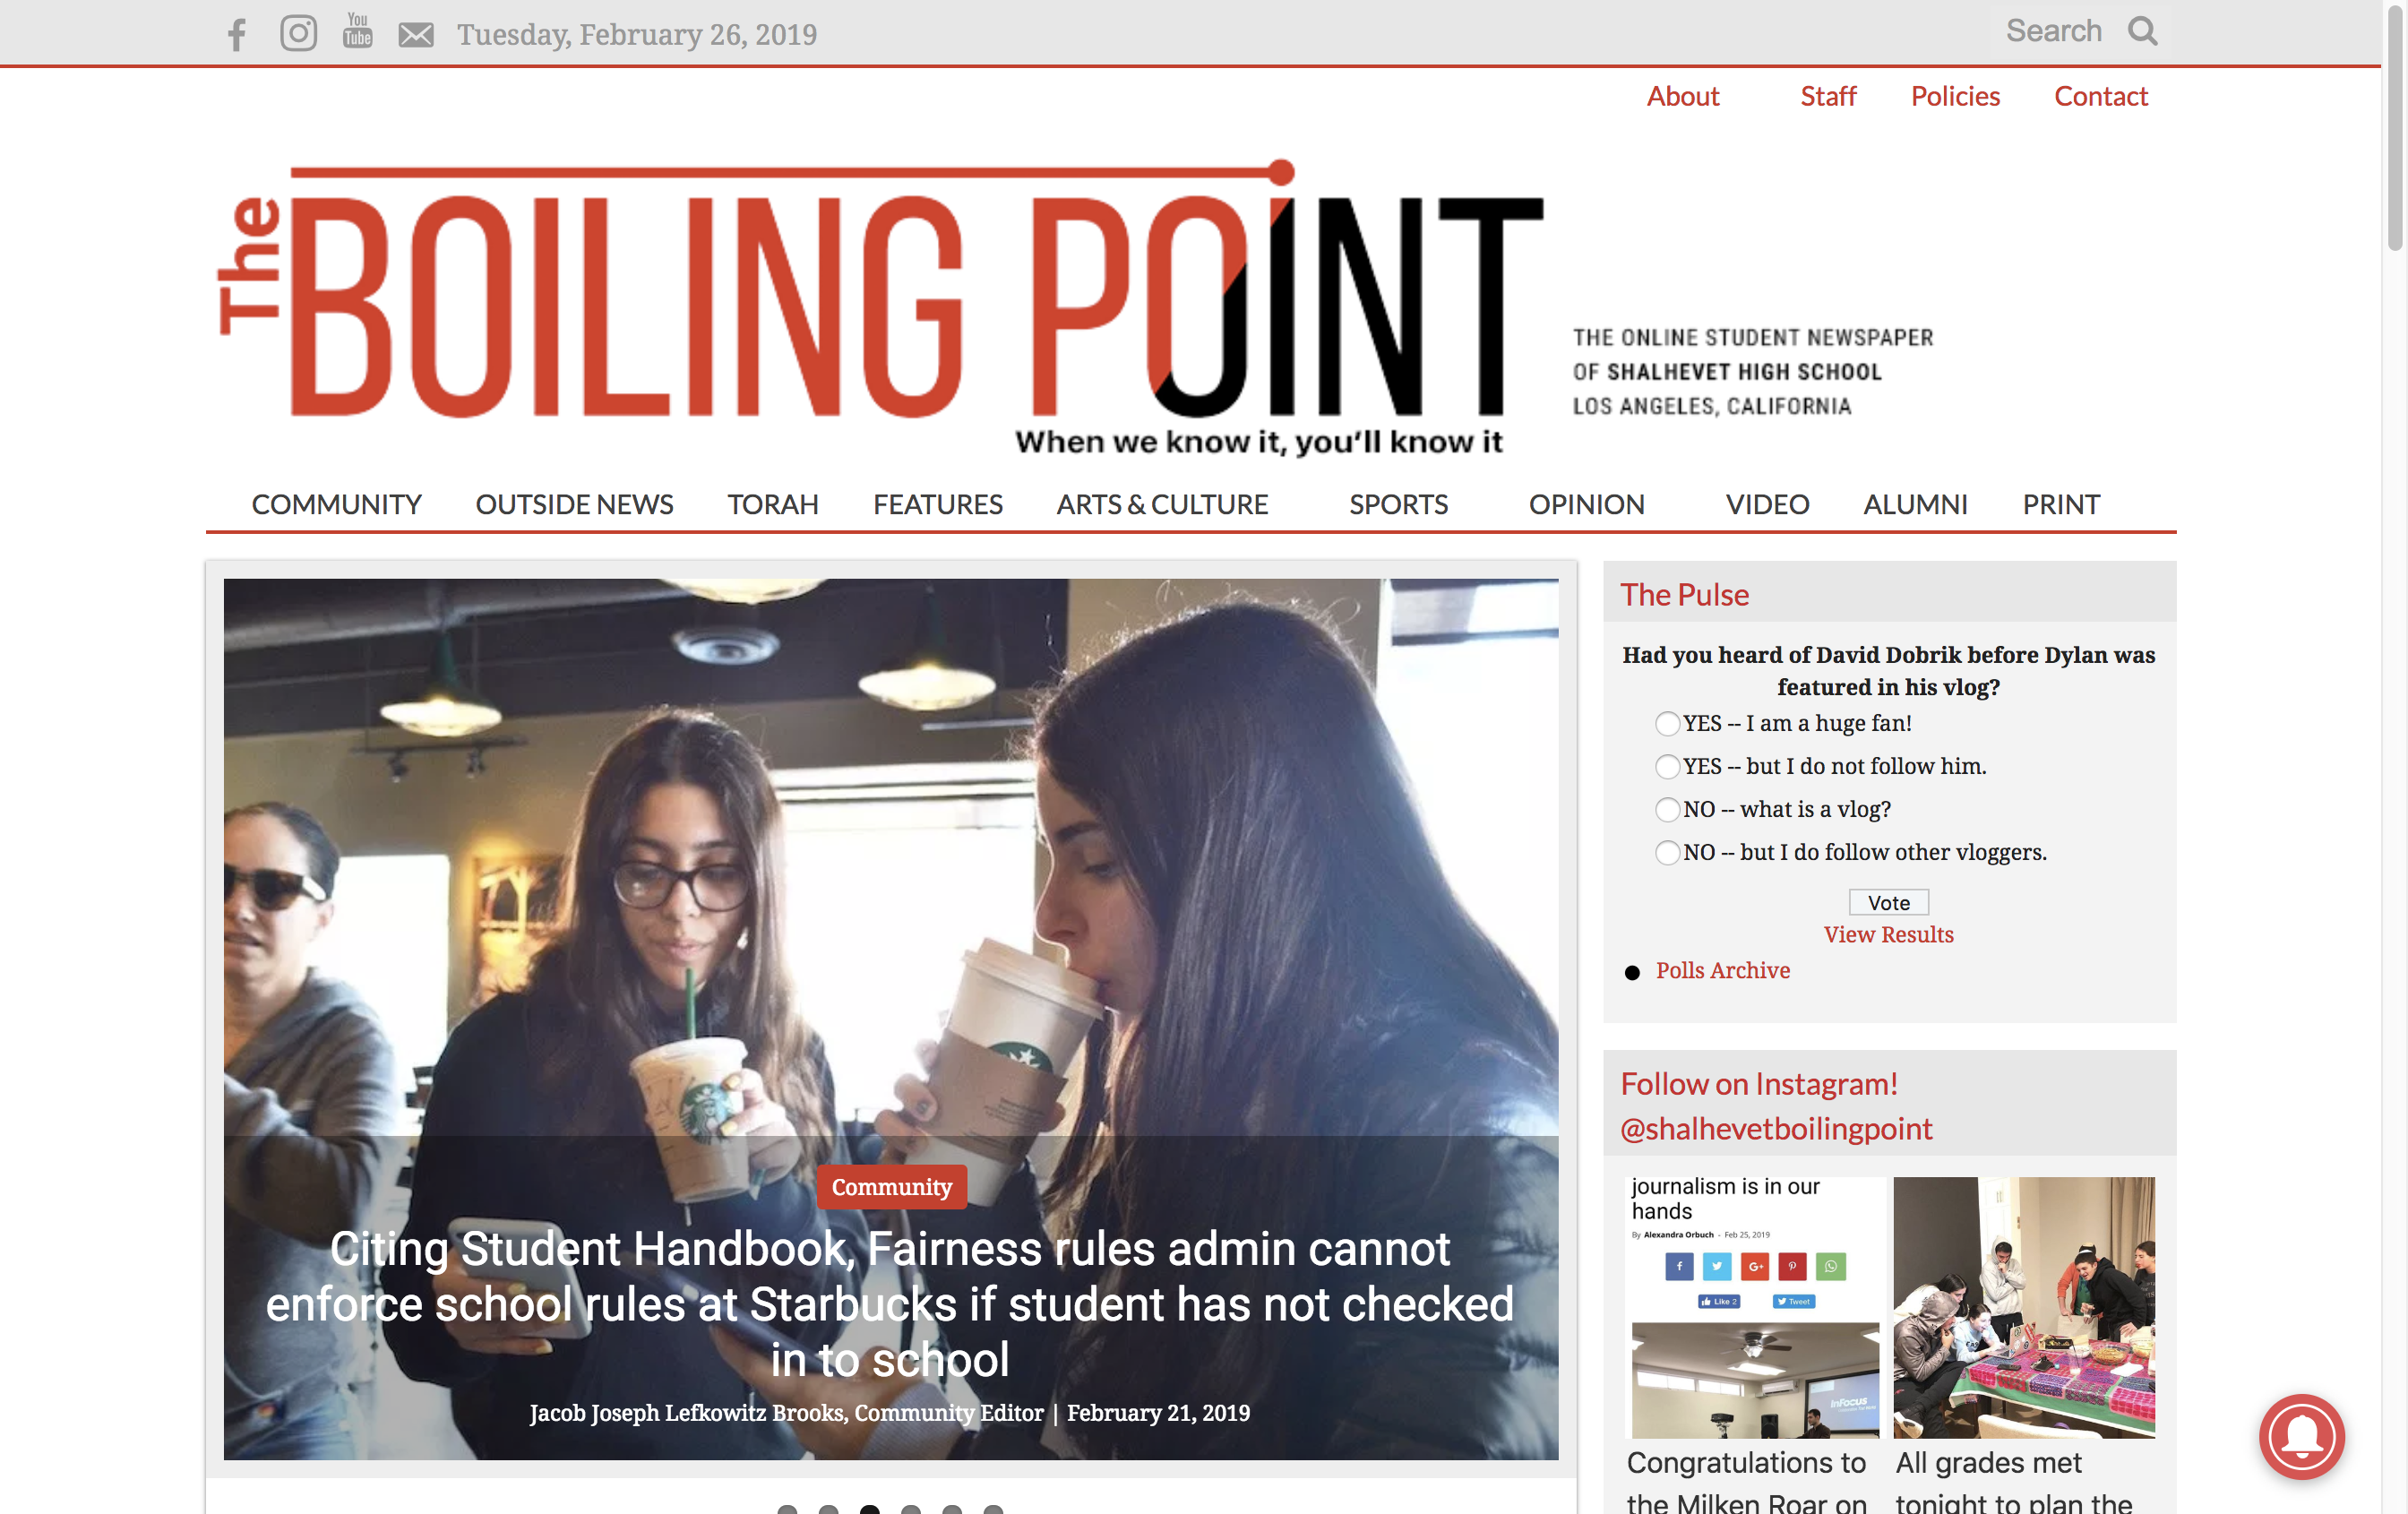 You
Tube
Tuesday, February 26, 2019
Search
About Staff Policies Contact
The BOILING POINT
When we know it, you'll know it
THE ONLINE STUDENT NEWSPAPER
OF SHALHEVET HIGH SCHOOL
LOS ANGELES, CALIFORNIA
COMMUNITY OUTSIDE NEWS TORAH FEATURES ARTS & CULTURE SPORTS OPINION VIDEO ALUMNI PRINT
Community
Citing Student Handbook, Fairness rules admin cannot
enforce school rules at Starbucks if student has not checked
in to school
Jacob Joseph Lefkowitz Brooks, Community Editor | February 21, 2019
The Pulse
Had you heard of David Dobrik before Dylan was
featured in his vlog?
YES -- I am a huge fan!
YES -- but I do not follow him.
NO -- what is a vlog?
NO -- but I do follow other vloggers.
Vote
View Results
Polls Archive
Follow on Instagram!
@shalhevetboilingpoint
journalism is in our
hands
By Alexandra Orbuch - Feb 25, 2019
G+
Like 2 Tweet
InFocus
Congratulations to
the Milken Roar on
All grades met
tonight to plan the